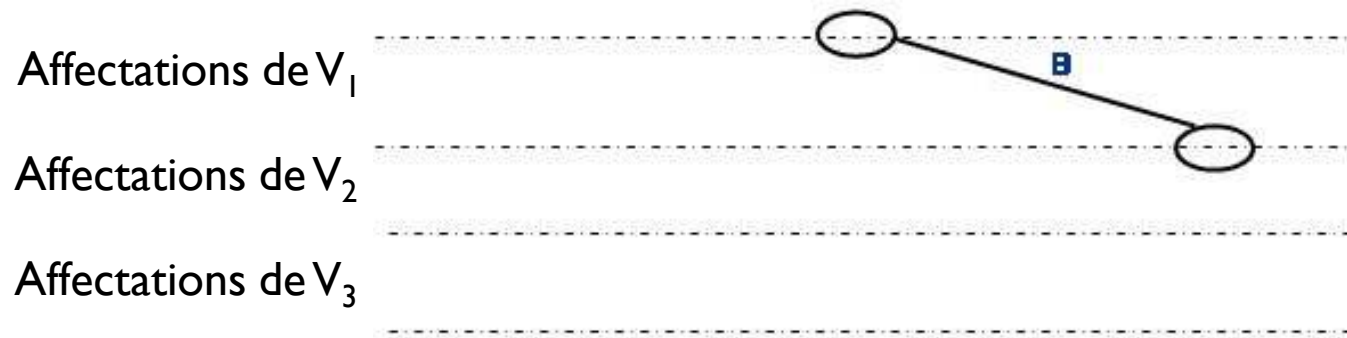 Affectations de V₁
B
Affectations de V₂
Affectations de V₃